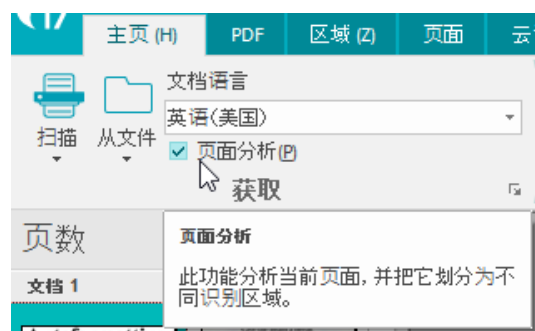 主页 (H) PDF 区域 (Z) 页面 云
文档语言
英语(美国)
扫描 从文件 页面分析(P)
获取
页数
页面分析
文档 1
此功能分析当前页面, 并把它划分为不
同识别区域。